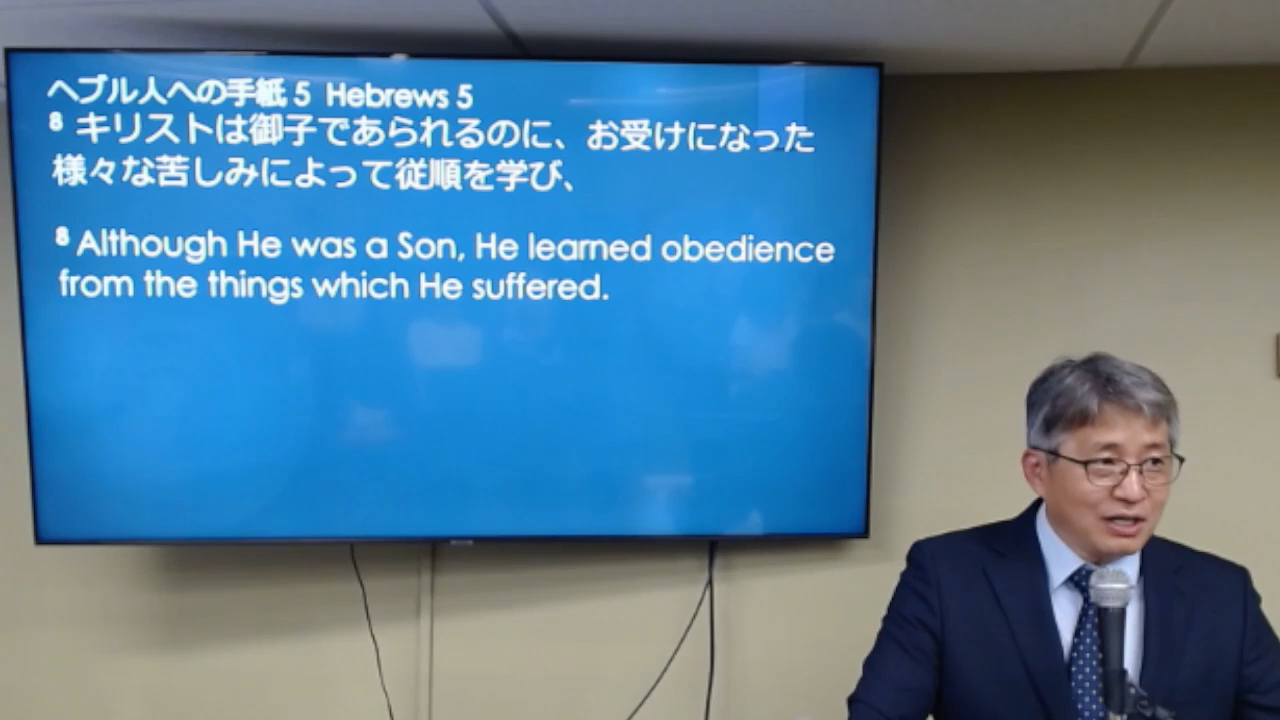 ヘブル人への手紙 5 Hebrews 5
8 キリストは御子であられるのに、お受けになった
様々な苦しみによって従順を学び、
8 Although He was a Son, He learned obedience
from the things which He suffered.